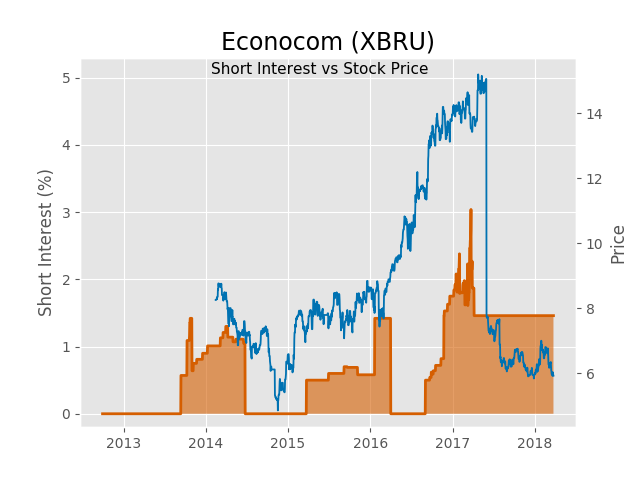 Econocom (XBRU)
Short Interest vs Stock Price
5
4
3
2
1
0
Short Interest (%)
14
12
10
8
6
Price
2013 2014 2015 2016 2017 2018